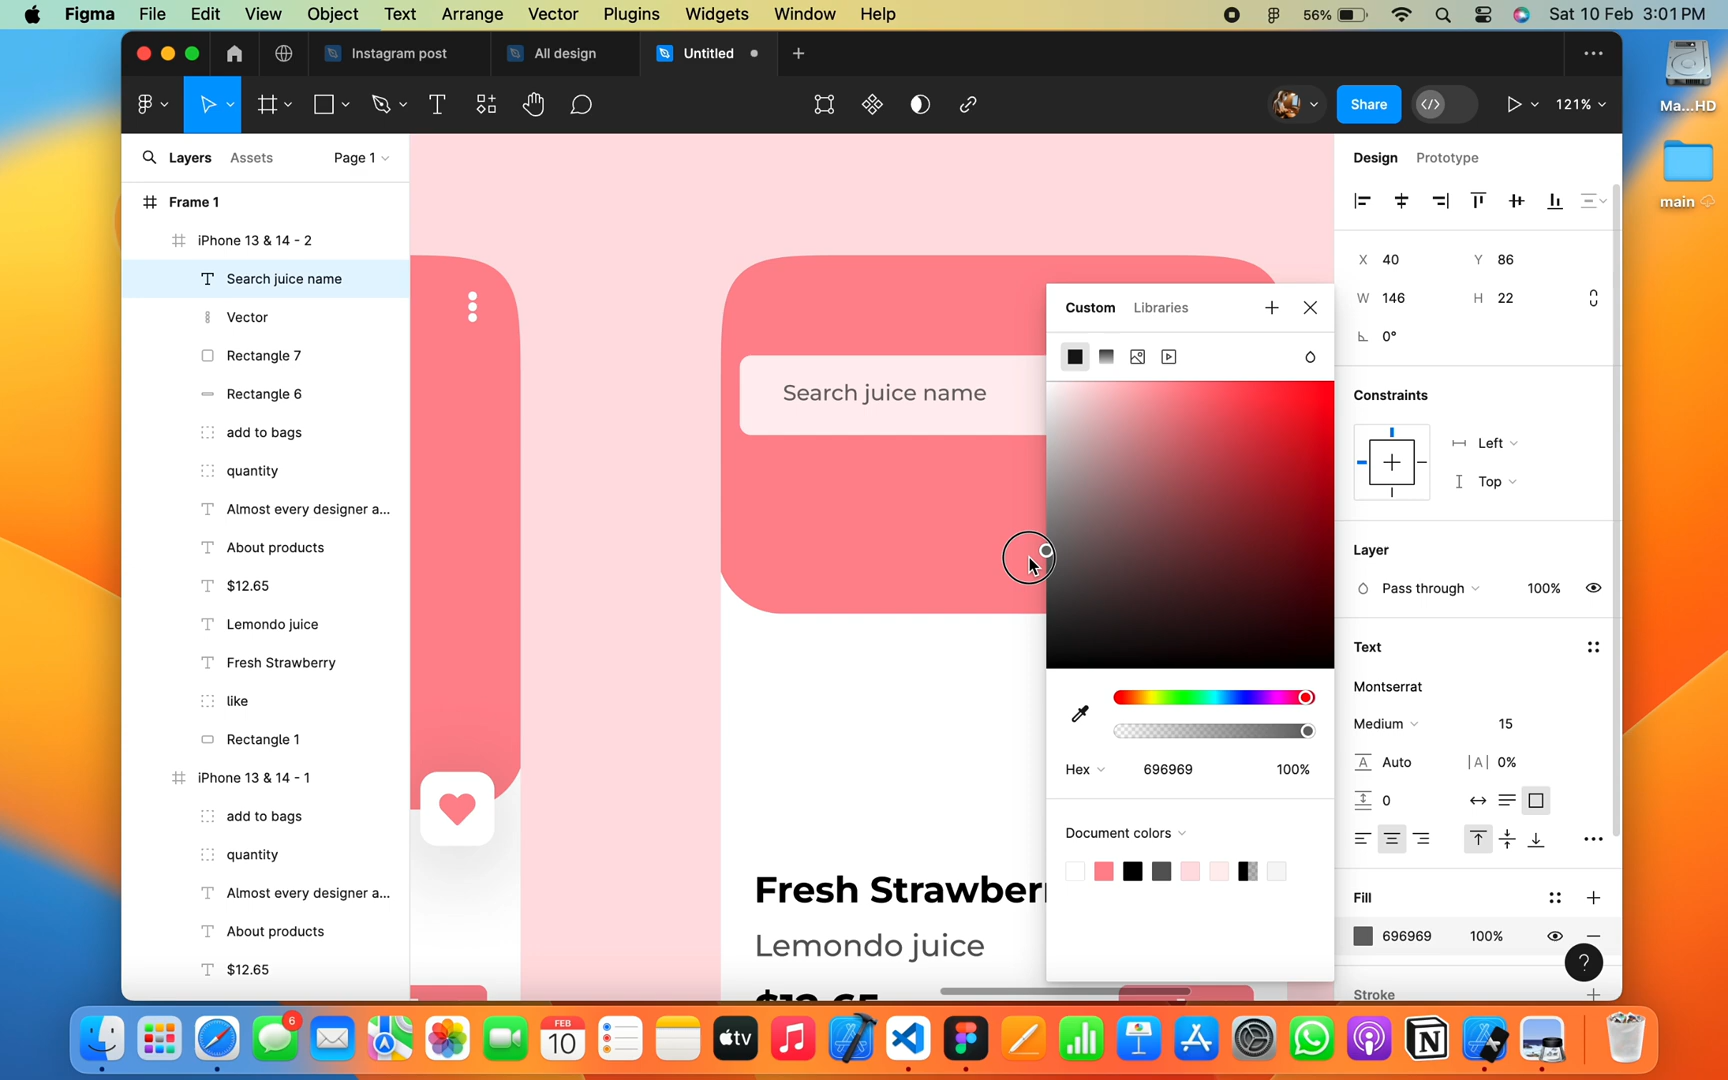 Figma File Edit View Object Text Arrange Vector Plugins Widgets Window Help 56% Sat 10 Feb 3:01 PM
Instagram post All design Untitled
Share 121%
Layers Assets Page 1
Frame 1
iPhone 13 & 14 - 2
Search juice name
Vector
Rectangle 7
Rectangle 6
add to bags
quantity
Almost every designer a...
About products
$12.65
Lemondo juice
Fresh Strawberry
like
Rectangle 1
iPhone 13 & 14 - 1
add to bags
quantity
Almost every designer a...
About products
$12.65
Search juice name
Fresh Strawber
Lemondo juice
$12.65
Custom Libraries
Hex 696969 100%
Document colors
Design Prototype
X 40 Y 86
W 146 H 22
0°
Constraints
Left
Top
Layer
Pass through 100%
Text
Montserrat
Medium 15
A Auto |A| 0%
0
Fill
696969 100%
?
Stroke
Ma...HD
main
6
FEB
10
tv